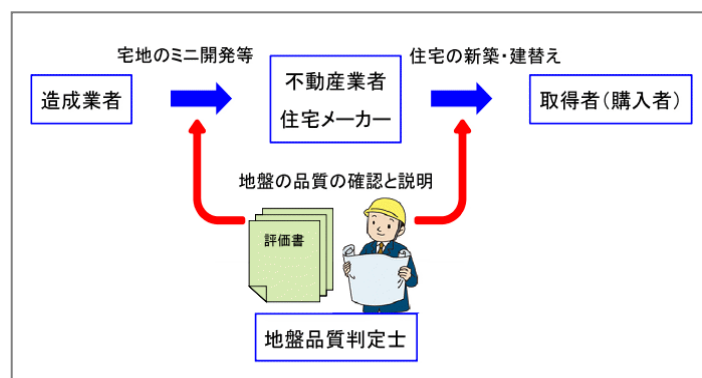 宅地のミニ開発等
住宅の新築・建替え
造成業者
不動産業者
住宅メーカー
取得者(購入者)
地盤の品質の確認と説明
評価書
地盤品質判定士